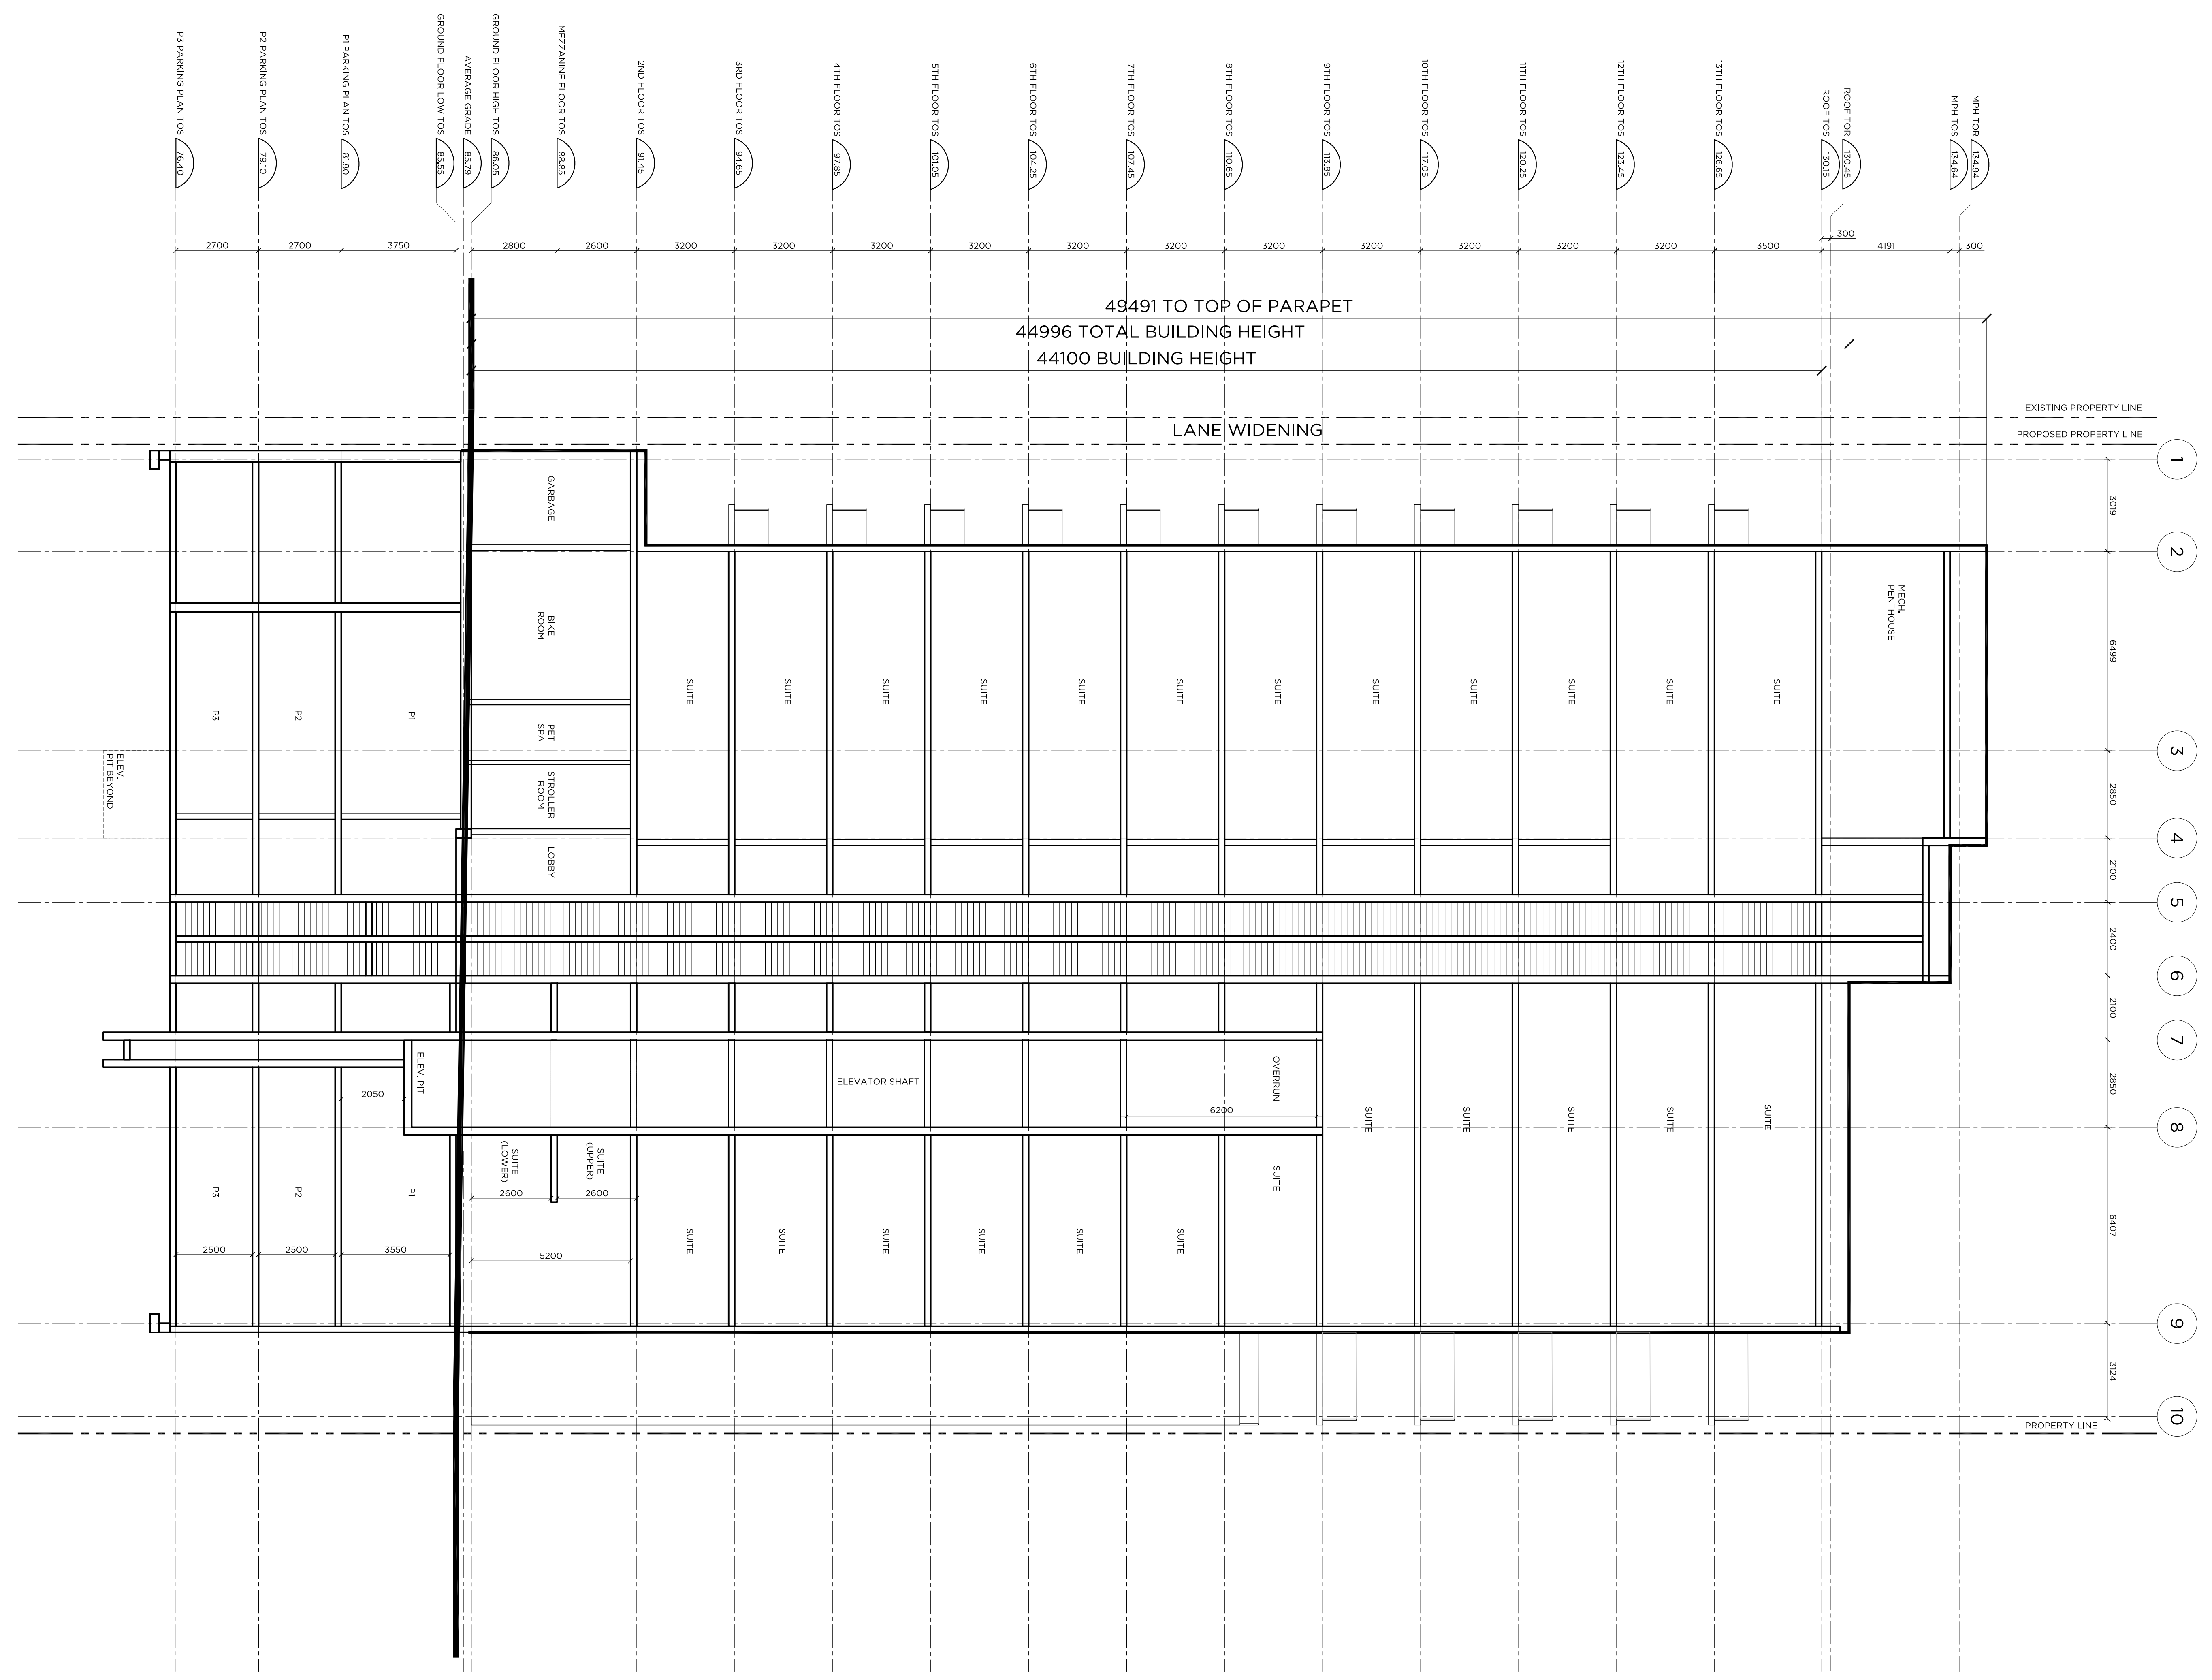 P3 PARKING PLAN TOS
76.40
P2 PARKING PLAN TOS
79.10
P1 PARKING PLAN TOS
81.80
GROUND FLOOR LOW TOS
85.55
AVERAGE GRADE
85.79
GROUND FLOOR HIGH TOS
86.05
MEZZANINE FLOOR TOS
88.85
2ND FLOOR TOS
91.45
3RD FLOOR TOS
94.65
4TH FLOOR TOS
97.85
5TH FLOOR TOS
101.05
6TH FLOOR TOS
104.25
7TH FLOOR TOS
107.45
8TH FLOOR TOS
110.65
9TH FLOOR TOS
113.85
10TH FLOOR TOS
117.05
11TH FLOOR TOS
120.25
12TH FLOOR TOS
123.45
13TH FLOOR TOS
126.65
ROOF TOS
130.15
ROOF TOR
130.45
MPH TOS
134.64
MPH TOR
134.94
2700
2700
3750
2800
2600
3200
3200
3200
3200
3200
3200
3200
3200
3200
3200
3200
3500
300
4191
300
49491 TO TOP OF PARAPET
44996 TOTAL BUILDING HEIGHT
44100 BUILDING HEIGHT
EXISTING PROPERTY LINE
LANE WIDENING
PROPOSED PROPERTY LINE
1
3019
2
6499
3
2850
4
2100
5
2400
6
2100
7
2850
8
6407
9
3124
10
GARBAGE
BIKE
ROOM
PET
SPA
STROLLER
ROOM
LOBBY
MECH.
PENTHOUSE
SUITE
SUITE
SUITE
SUITE
SUITE
SUITE
SUITE
SUITE
SUITE
SUITE
SUITE
SUITE
P3
P2
P1
ELEV.
PIT BEYOND
ELEV. PIT
ELEVATOR SHAFT
OVERRUN
2050
6200
SUITE
SUITE
SUITE
SUITE
SUITE
SUITE
(LOWER)
SUITE
(UPPER)
SUITE
2600
2600
P3
P2
P1
2500
2500
3550
5200
SUITE
SUITE
SUITE
SUITE
SUITE
SUITE
PROPERTY LINE